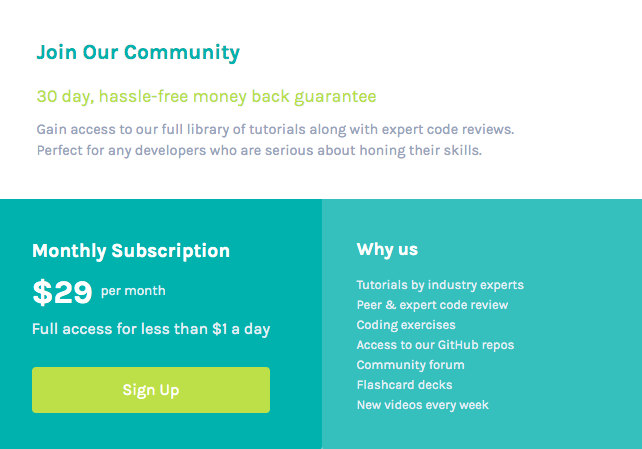 Join Our Community
30 day, hassle-free money back guarantee
Gain access to our full library of tutorials along with expert code reviews.
Perfect for any developers who are serious about honing their skills.
Monthly Subscription
$29 per month
Full access for less than $1 a day
Sign Up
Why us
Tutorials by industry experts
Peer & expert code review
Coding exercises
Access to our GitHub repos
Community forum
Flashcard decks
New videos every week